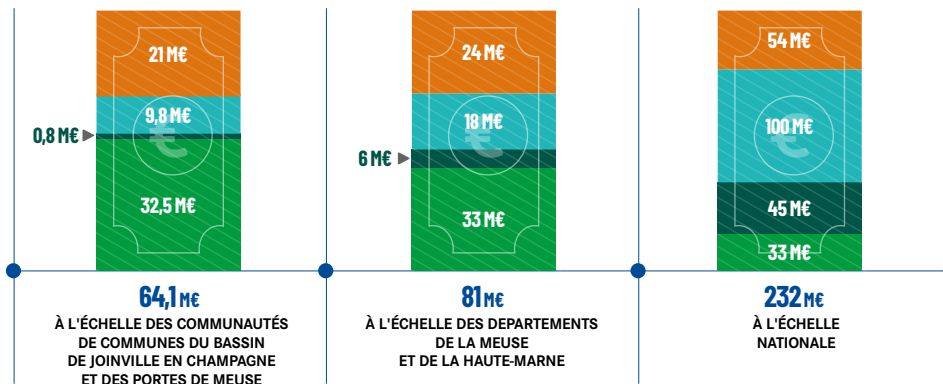 21 M€
9,8 M€
0,8 M€
32,5 M€
64,1 M€
À L'ÉCHELLE DES COMMUNAUTÉS
DE COMMUNES DU BASSIN
DE JOINVILLE EN CHAMPAGNE
ET DES PORTES DE MEUSE
24 M€
18 M€
6 M€
33 M€
81 M€
À L'ÉCHELLE DES DEPARTEMENTS
DE LA MEUSE
ET DE LA HAUTE-MARNE
54 M€
100 M€
45 M€
33 M€
232 M€
À L'ÉCHELLE
NATIONALE